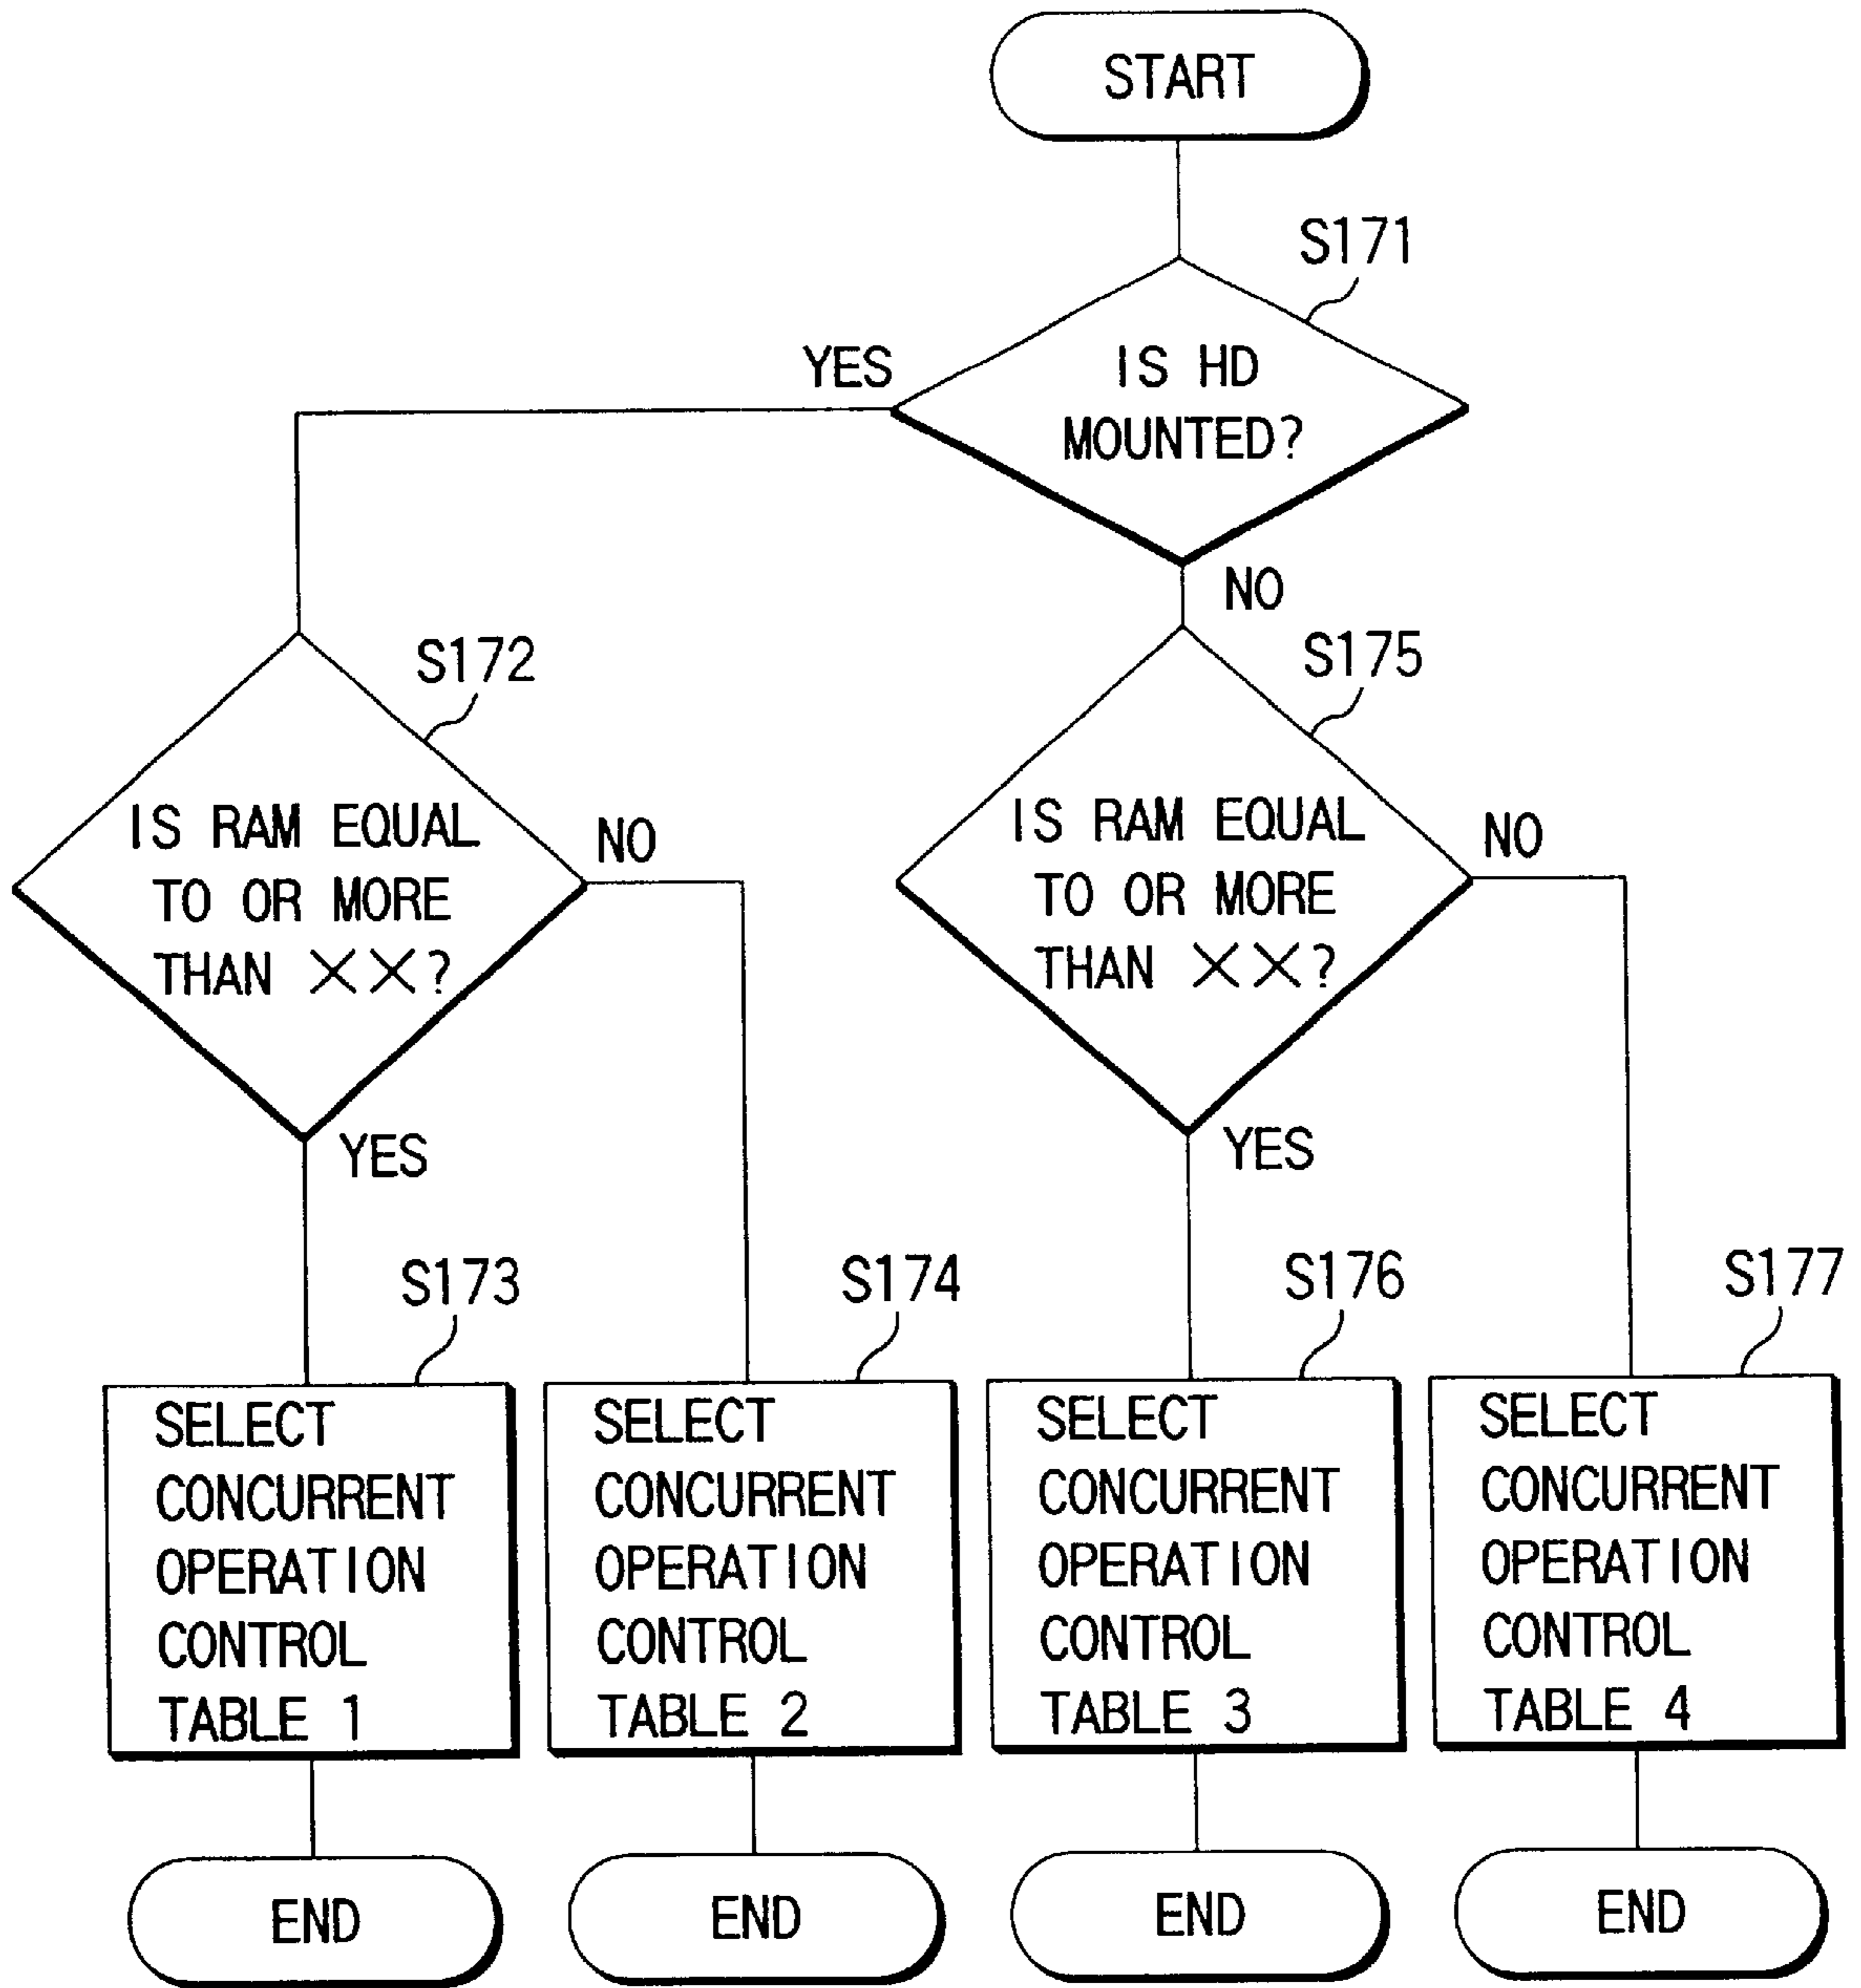 START
S171
IS HD
MOUNTED?
YES
NO
S172
IS RAM EQUAL
TO OR MORE
THAN ××?
NO
YES
S175
IS RAM EQUAL
TO OR MORE
THAN ××?
NO
YES
S173
SELECT
CONCURRENT
OPERATION
CONTROL
TABLE 1
END
S174
SELECT
CONCURRENT
OPERATION
CONTROL
TABLE 2
END
S176
SELECT
CONCURRENT
OPERATION
CONTROL
TABLE 3
END
S177
SELECT
CONCURRENT
OPERATION
CONTROL
TABLE 4
END